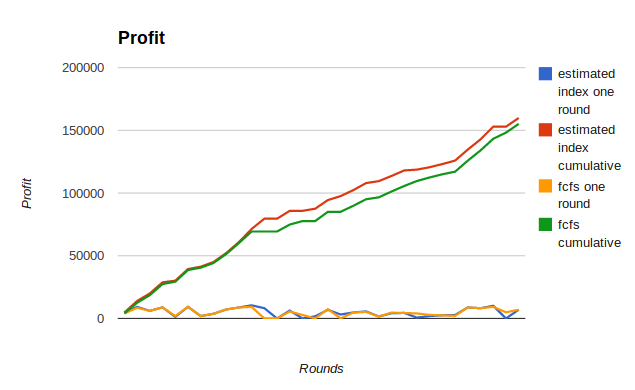 Profit
200000
150000
100000
50000
0
Profit
Rounds
estimated
index one
round
estimated
index
cumulative
fcfs one
round
fcfs
cumulative